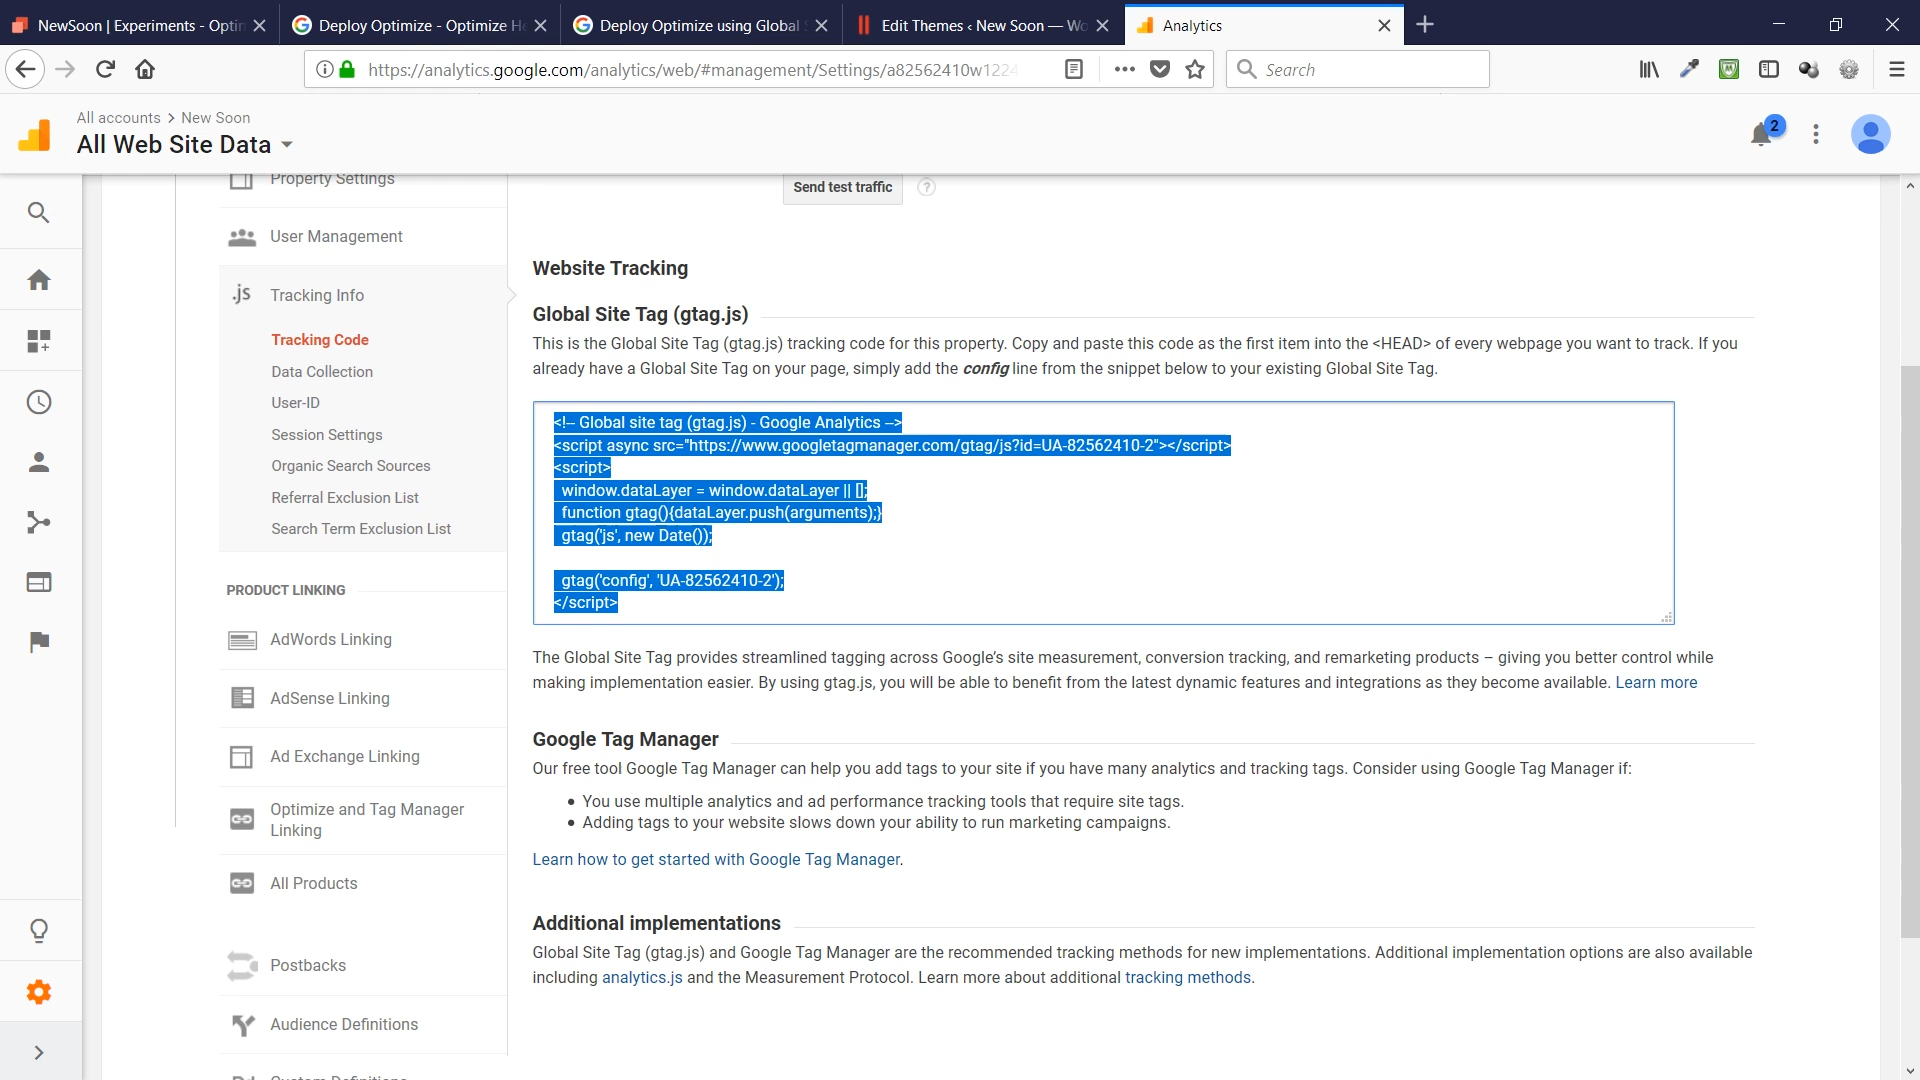 NewSoon | Experiments - Optim
Deploy Optimize - Optimize He
Deploy Optimize using Global
Edit Themes ‹ New Soon — Wo
Analytics
https://analytics.google.com/analytics/web/#management/Settings/a82562410w1224
Search
All accounts > New Soon
All Web Site Data
2
Property Settings
User Management
.js Tracking Info
Tracking Code
Data Collection
User-ID
Session Settings
Organic Search Sources
Referral Exclusion List
Search Term Exclusion List
PRODUCT LINKING
AdWords Linking
AdSense Linking
Ad Exchange Linking
Optimize and Tag Manager
Linking
All Products
Postbacks
Audience Definitions
Custom Definitions
Send test traffic
?
Website Tracking
Global Site Tag (gtag.js)
This is the Global Site Tag (gtag.js) tracking code for this property. Copy and paste this code as the first item into the <HEAD> of every webpage you want to track. If you
already have a Global Site Tag on your page, simply add the config line from the snippet below to your existing Global Site Tag.
<!-- Global site tag (gtag.js) - Google Analytics -->
<script async src="https://www.googletagmanager.com/gtag/js?id=UA-82562410-2"></script>
<script>
window.dataLayer = window.dataLayer || [];
function gtag(){dataLayer.push(arguments);}
gtag('js', new Date());
gtag('config', 'UA-82562410-2');
</script>
The Global Site Tag provides streamlined tagging across Google's site measurement, conversion tracking, and remarketing products – giving you better control while
making implementation easier. By using gtag.js, you will be able to benefit from the latest dynamic features and integrations as they become available. Learn more
Google Tag Manager
Our free tool Google Tag Manager can help you add tags to your site if you have many analytics and tracking tags. Consider using Google Tag Manager if:
• You use multiple analytics and ad performance tracking tools that require site tags.
• Adding tags to your website slows down your ability to run marketing campaigns.
Learn how to get started with Google Tag Manager.
Additional implementations
Global Site Tag (gtag.js) and Google Tag Manager are the recommended tracking methods for new implementations. Additional implementation options are also available
including analytics.js and the Measurement Protocol. Learn more about additional tracking methods.